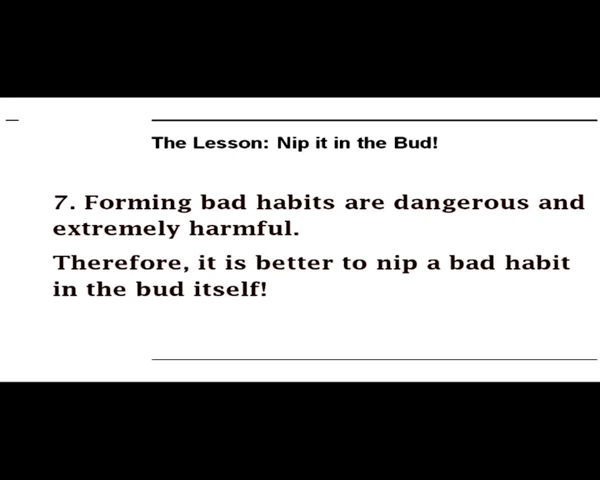 The Lesson: Nip it in the Bud!
7. Forming bad habits are dangerous and
extremely harmful.
Therefore, it is better to nip a bad habit
in the bud itself!